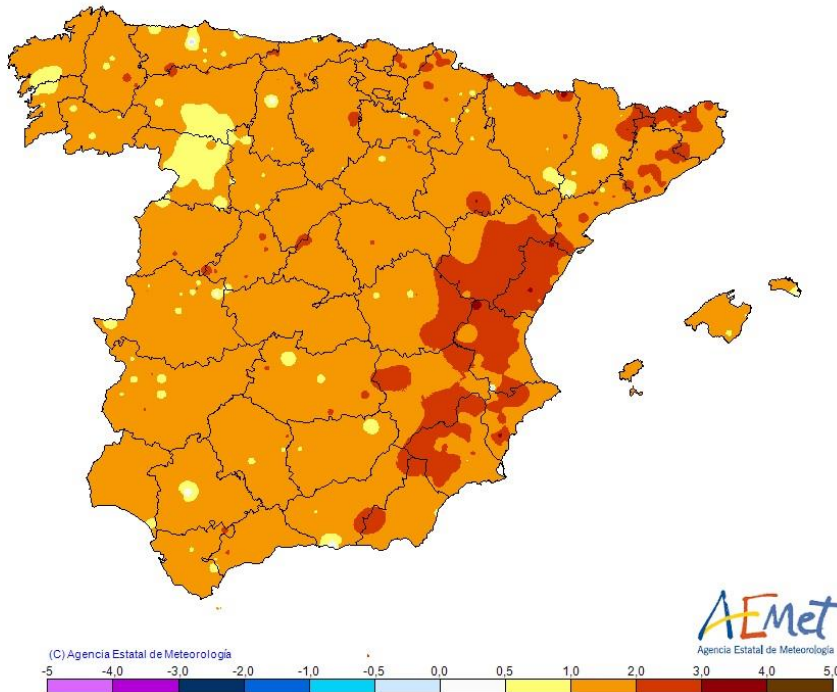 AEMet
Agencia Estatal de Meteorología
(C) Agencia Estatal de Meteorología
-5 -4,0 -3,0 -2,0 -1,0 -0,5 0,0 0,5 1,0 2,0 3,0 4,0 5,0